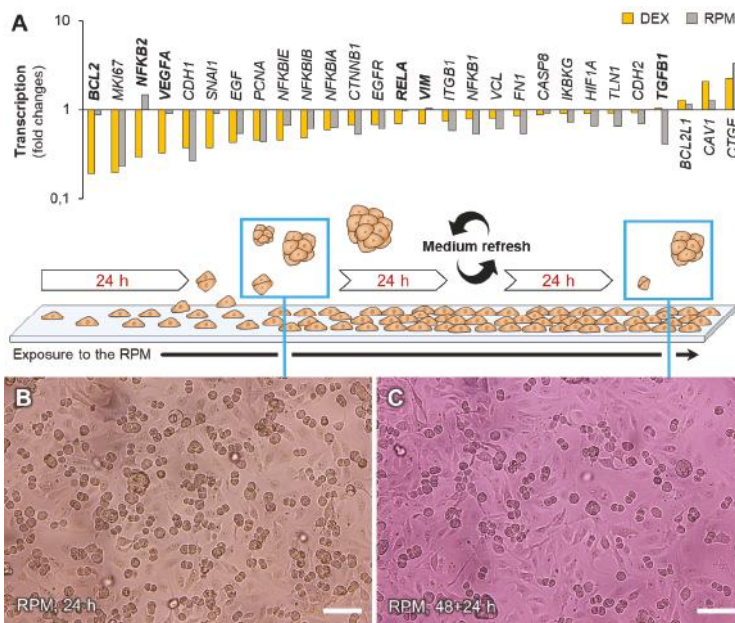 A
DEX RPM
Transcription
(fold changes)
10
1
0,1
BCL2
MKI67
NFKB2
VEGFA
CDH1
SNAI1
EGF
PCNA
NFKBIE
NFKBIB
NFKBIA
CTNNB1
EGFR
RELA
VIM
ITGB1
NFKB1
VCL
FN1
CASP8
IKBKG
HIF1A
TLN1
CDH2
TGFB1
BCL2L1
CAV1
CTGF
Medium refresh
24 h
24 h
24 h
Exposure to the RPM
B
RPM, 24 h
C
RPM, 48+24 h